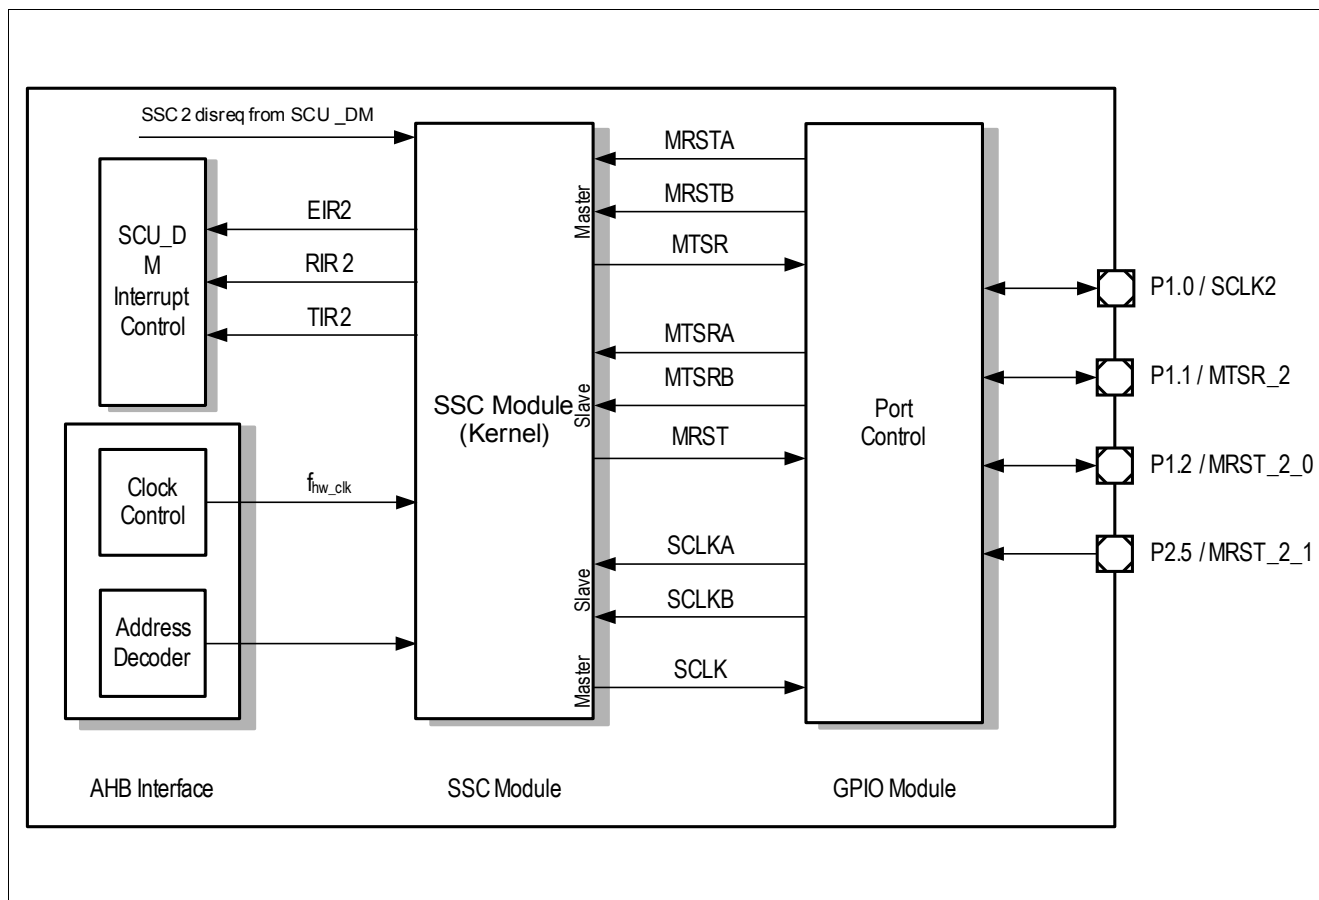 SSC 2 disreq from SCU _DM
SCU_D
M
Interrupt
Control
EIR2
RIR 2
TIR 2
Clock
Control
Address
Decoder
fhw_clk
AHB Interface
SSC Module
(Kernel)
Master
Slave
Slave
Master
SSC Module
MRSTA
MRSTB
MTSR
MTSRA
MTSRB
MRST
SCLKA
SCLKB
SCLK
Port
Control
GPIO Module
P1.0 / SCLK2
P1.1 / MTSR_2
P1.2 / MRST_2_0
P2.5 / MRST_2_1